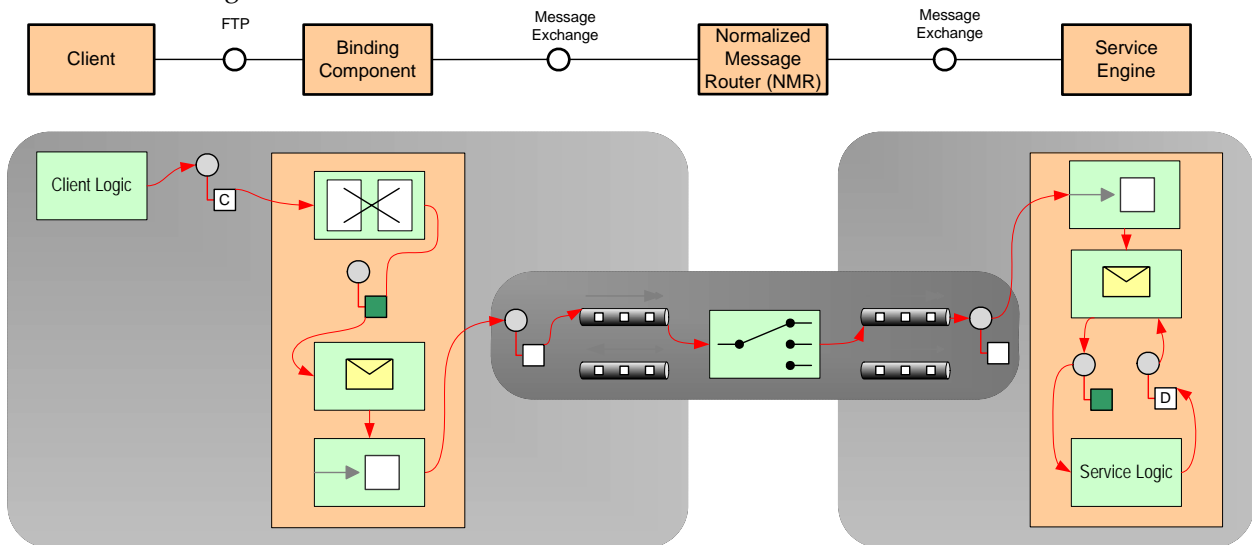 FTP
Message
Exchange
Message
Exchange
Client
Binding
Component
Normalized
Message
Router (NMR)
Service
Engine
Client Logic
C
D
Service Logic